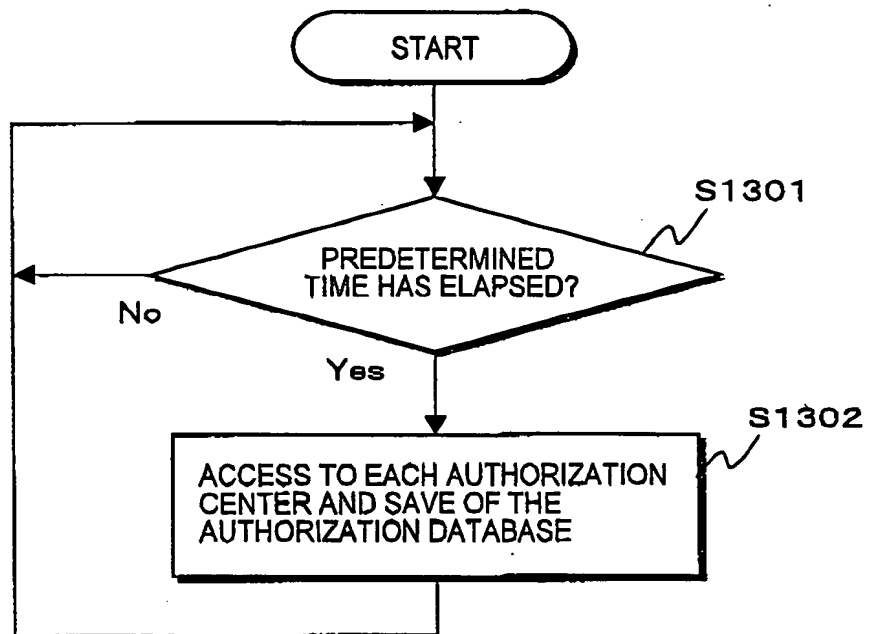 START
S1301
PREDETERMINED
TIME HAS ELAPSED?
No
Yes
S1302
ACCESS TO EACH AUTHORIZATION
CENTER AND SAVE OF THE
AUTHORIZATION DATABASE